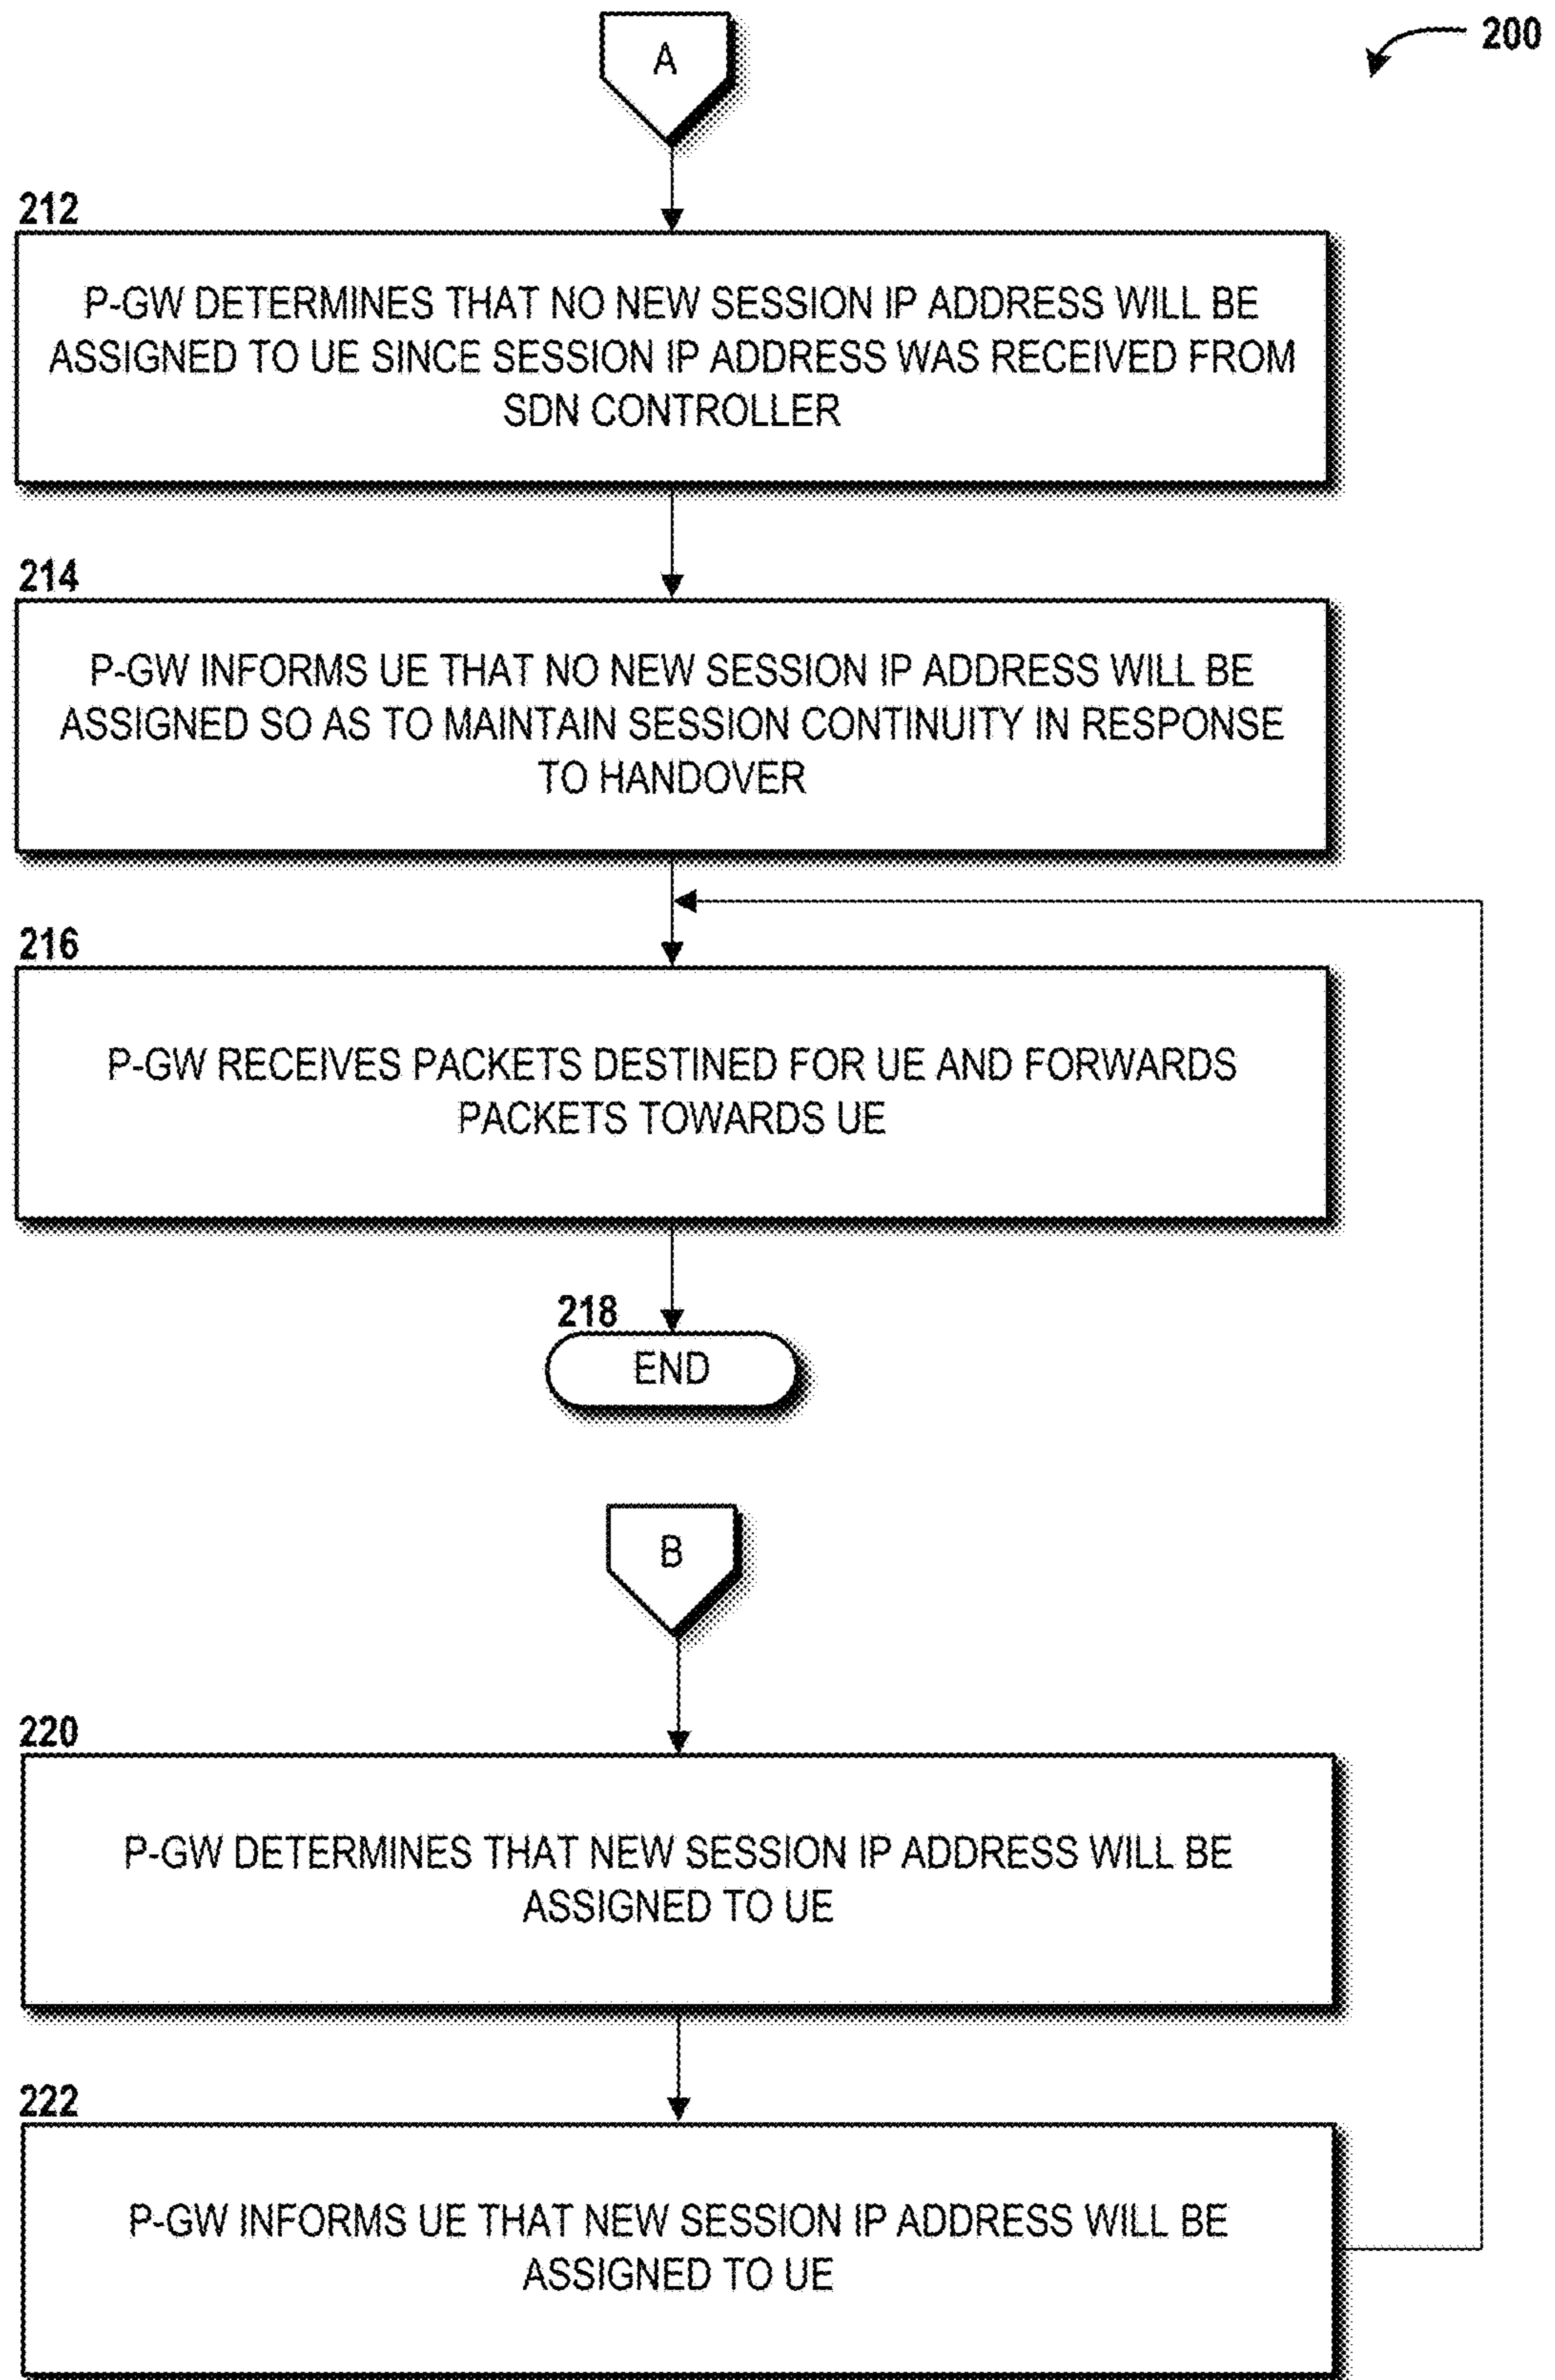 200
A
212
P-GW DETERMINES THAT NO NEW SESSION IP ADDRESS WILL BE
ASSIGNED TO UE SINCE SESSION IP ADDRESS WAS RECEIVED FROM
SDN CONTROLLER
214
P-GW INFORMS UE THAT NO NEW SESSION IP ADDRESS WILL BE
ASSIGNED SO AS TO MAINTAIN SESSION CONTINUITY IN RESPONSE
TO HANDOVER
216
P-GW RECEIVES PACKETS DESTINED FOR UE AND FORWARDS
PACKETS TOWARDS UE
218
END
B
220
P-GW DETERMINES THAT NEW SESSION IP ADDRESS WILL BE
ASSIGNED TO UE
222
P-GW INFORMS UE THAT NEW SESSION IP ADDRESS WILL BE
ASSIGNED TO UE